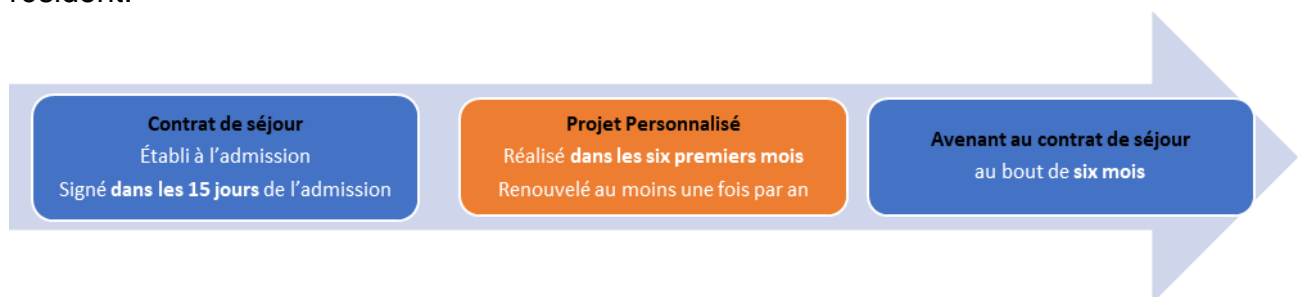 résident.
Contrat de séjour
Établi à l'admission
Signé dans les 15 jours de l'admission
Projet Personnalisé
Réalisé dans les six premiers mois
Renouvelé au moins une fois par an
Avenant au contrat de séjour
au bout de six mois